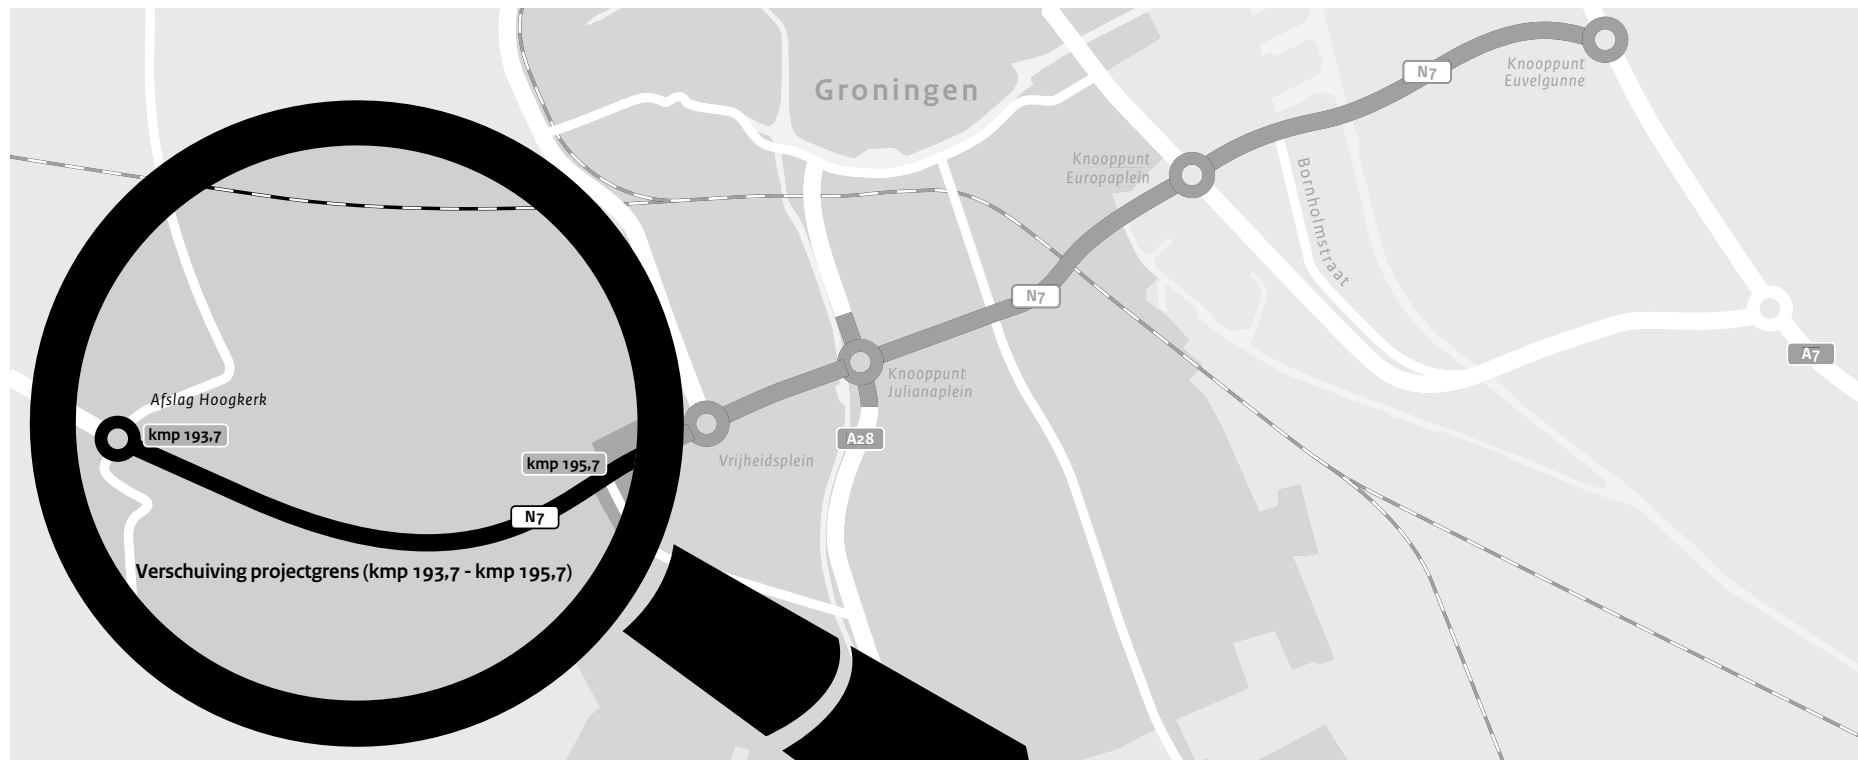 Groningen
N7
Knooppunt
Euvelgunne
Knooppunt
Europaplein
Bornholmstraat
N7
A7
Knooppunt
Julianaplein
Afslag Hoogkerk
kmp 193,7
A28
kmp 195,7
Vrijheidsplein
N7
Verschuiving projectgrens (kmp 193,7 - kmp 195,7)